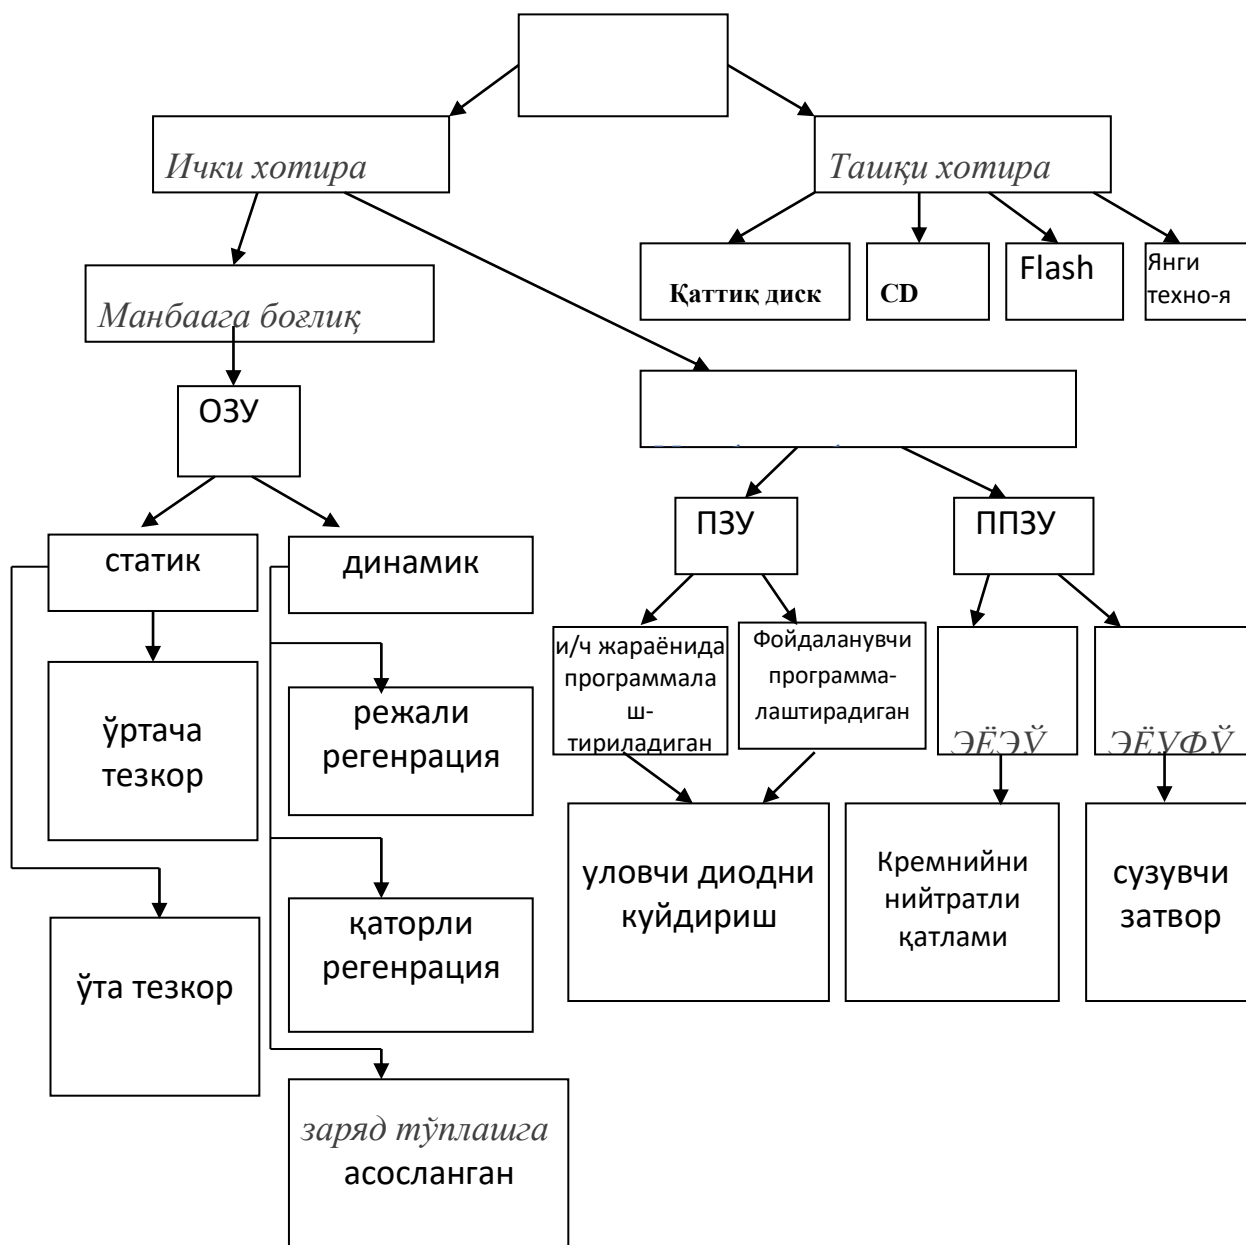 Ички хотира
Ташқи хотира
Қаттиқ диск
CD
Flash
Янги
техно-я
Манбаага боғлиқ
ОЗУ
ПЗУ
ППЗУ
статик
динамик
и/ч жараёнида
программала
ш-
тириладиган
Фойдаланувчи
программа-
лаштирадиган
ЭЁЭЎ
ЭЁУФЎ
ўртача
тезкор
режали
регенрация
уловчи диодни
куйдириш
Кремнийни
нийтратли
қатлами
сузувчи
затвор
қаторли
регенрация
ўта тезкор
заряд тўплашга
асосланган